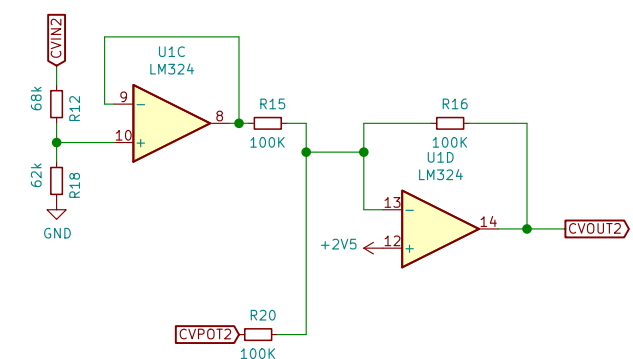 CVIN2
68k
R12
62k
R18
GND
U1C
LM324
9
10
8
R15
100K
R16
100K
U1D
LM324
13
12
14
+2V5
CVOUT2
R20
CVPOT2
100K